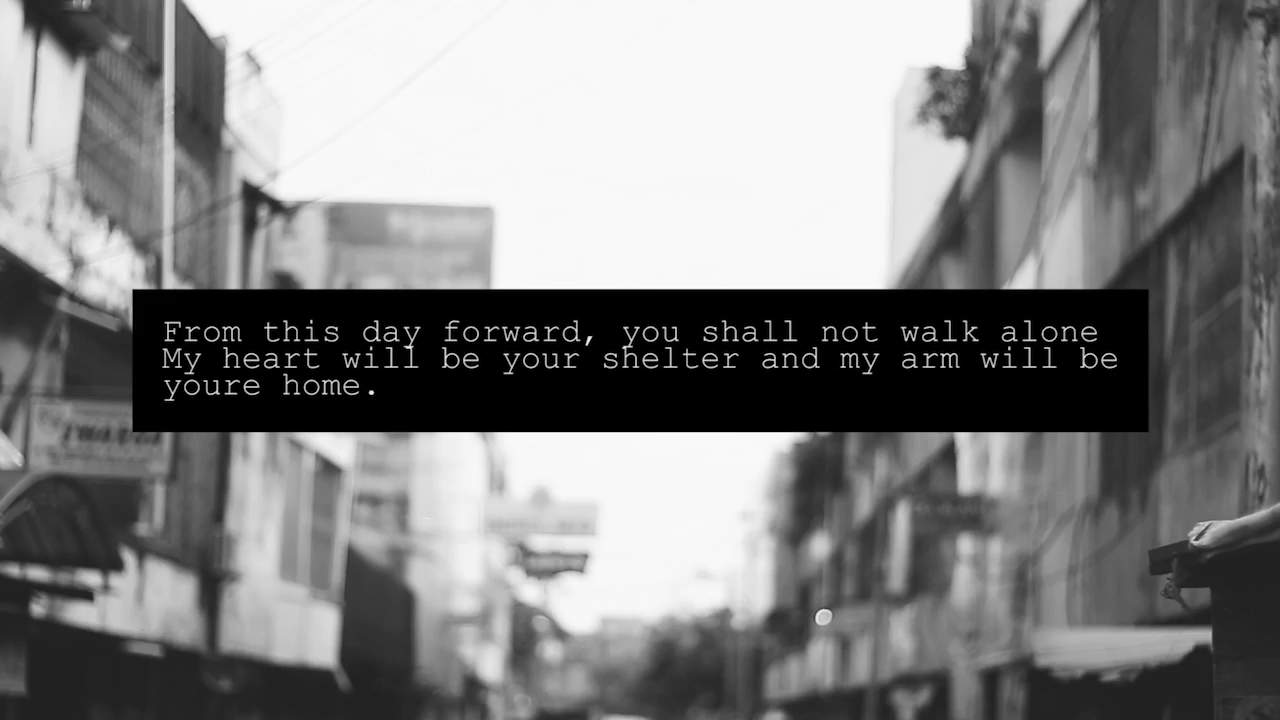 From this day forward, you shall not walk alone
My heart will be your shelter and my arm will be
youre home.